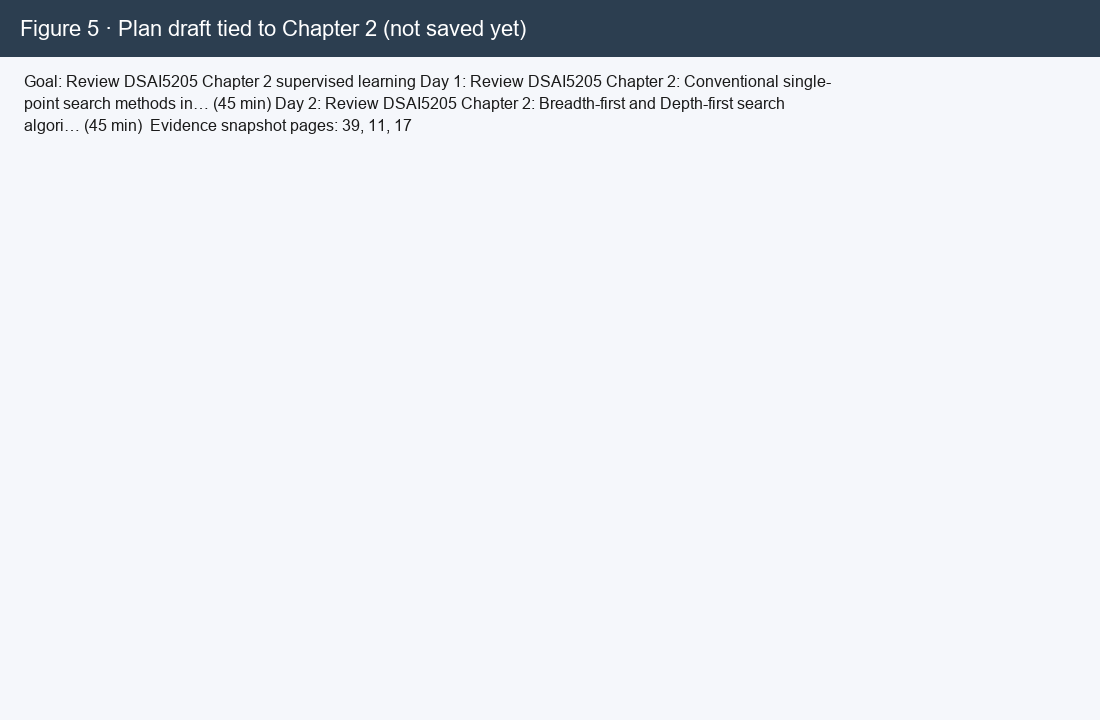 Figure 5 · Plan draft tied to Chapter 2 (not saved yet)
Goal: Review DSAI5205 Chapter 2 supervised learning Day 1: Review DSAI5205 Chapter 2: Conventional single-
point search methods in… (45 min) Day 2: Review DSAI5205 Chapter 2: Breadth-first and Depth-first search
algori… (45 min)  Evidence snapshot pages: 39, 11, 17